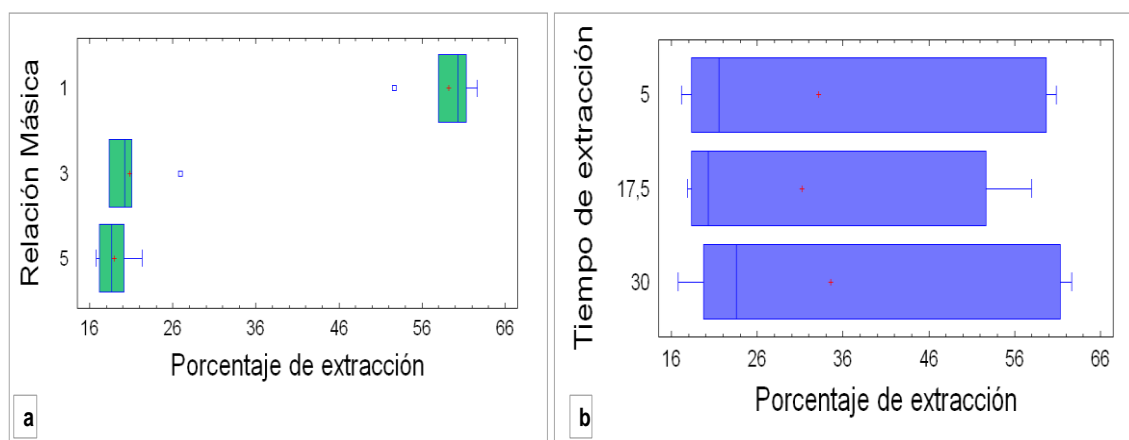 Relación Másica
1
3
5
16 26 36 46 56 66
Porcentaje de extracción
a
Tiempo de extracción
5
17,5
30
16 26 36 46 56 66
Porcentaje de extracción
b